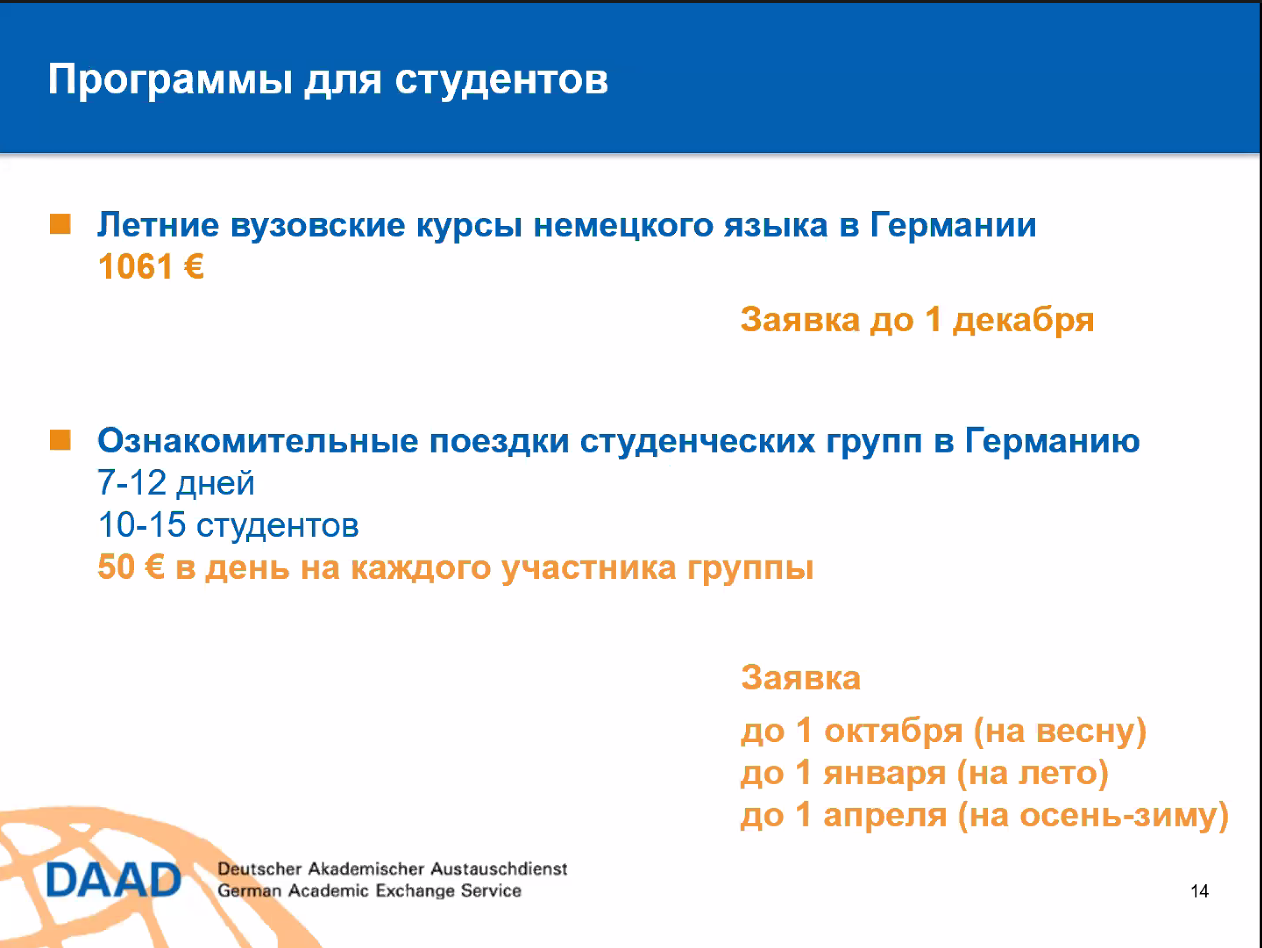 Программы для студентов
Летние вузовские курсы немецкого языка в Германии
1061 €
Заявка до 1 декабря
Ознакомительные поездки студенческих групп в Германию
7-12 дней
10-15 студентов
50 € в день на каждого участника группы
Заявка
до 1 октября (на весну)
до 1 января (на лето)
до 1 апреля (на осень-зиму)
DAAD
Deutscher Akademischer Austauschdienst
German Academic Exchange Service
14